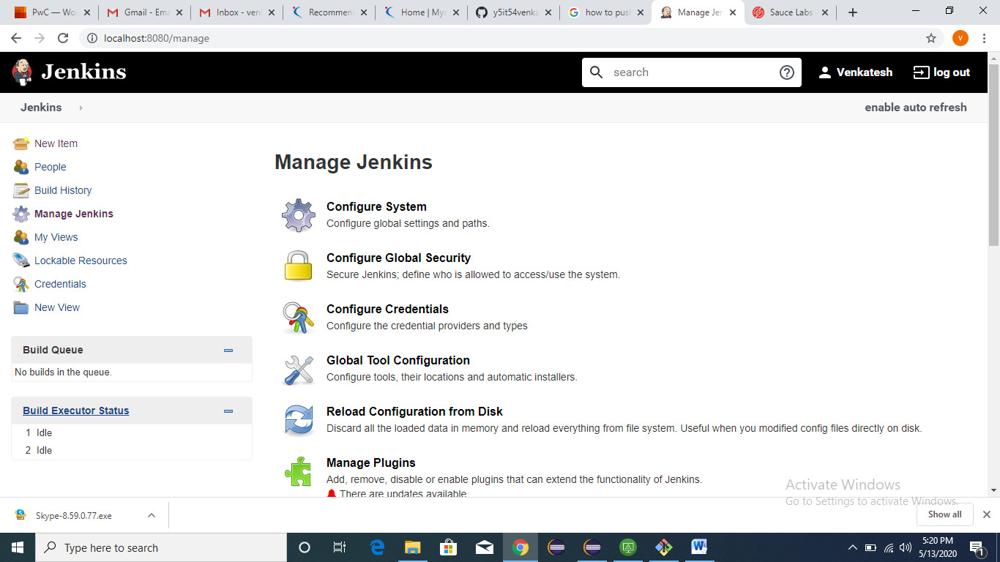 PwC — Wor
Gmail - Ema
Inbox - ven
Recommen
Home | Myn
y5it54venka
how to pus
Manage Jen
Sauce Labs
localhost:8080/manage
V
Jenkins
search
Venkatesh
log out
Jenkins
enable auto refresh
New Item
People
Build History
Manage Jenkins
My Views
Lockable Resources
Credentials
New View
Build Queue
No builds in the queue.
Build Executor Status
1 Idle
2 Idle
Manage Jenkins
Configure System
Configure global settings and paths.
Configure Global Security
Secure Jenkins; define who is allowed to access/use the system.
Configure Credentials
Configure the credential providers and types
Global Tool Configuration
Configure tools, their locations and automatic installers.
Reload Configuration from Disk
Discard all the loaded data in memory and reload everything from file system. Useful when you modified config files directly on disk.
Manage Plugins
Add, remove, disable or enable plugins that can extend the functionality of Jenkins.
There are updates available
Activate Windows
Go to Settings to activate Windows.
Skype-8.59.0.77.exe
Show all
Type here to search
5:20 PM
5/13/2020
1